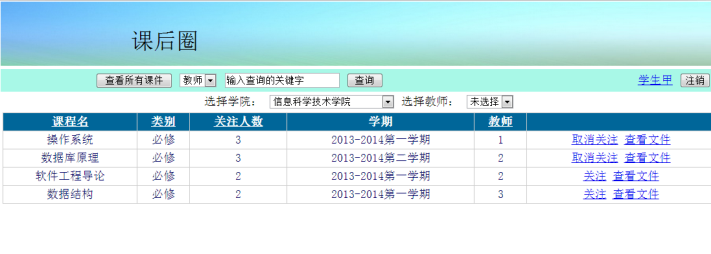 课后圈
查看所有课件 教师 输入查询的关键字 查询 学生甲 注销
选择学院： 信息科学技术学院 选择教师： 未选择
课程名 类别 关注人数 学期 教师
操作系统 必修 3 2013-2014第一学期 1 取消关注 查看文件
数据库原理 必修 3 2013-2014第二学期 2 取消关注 查看文件
软件工程导论 必修 2 2013-2014第一学期 2 关注 查看文件
数据结构 必修 2 2013-2014第一学期 3 关注 查看文件